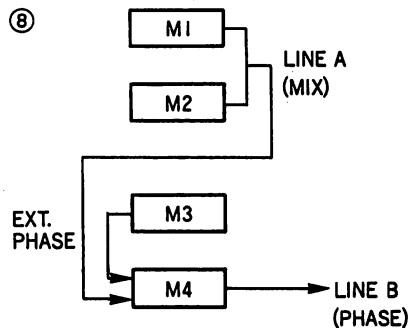 ⑧
M1
LINE A
(MIX)
M2
EXT.
PHASE
M3
M4
LINE B
(PHASE)